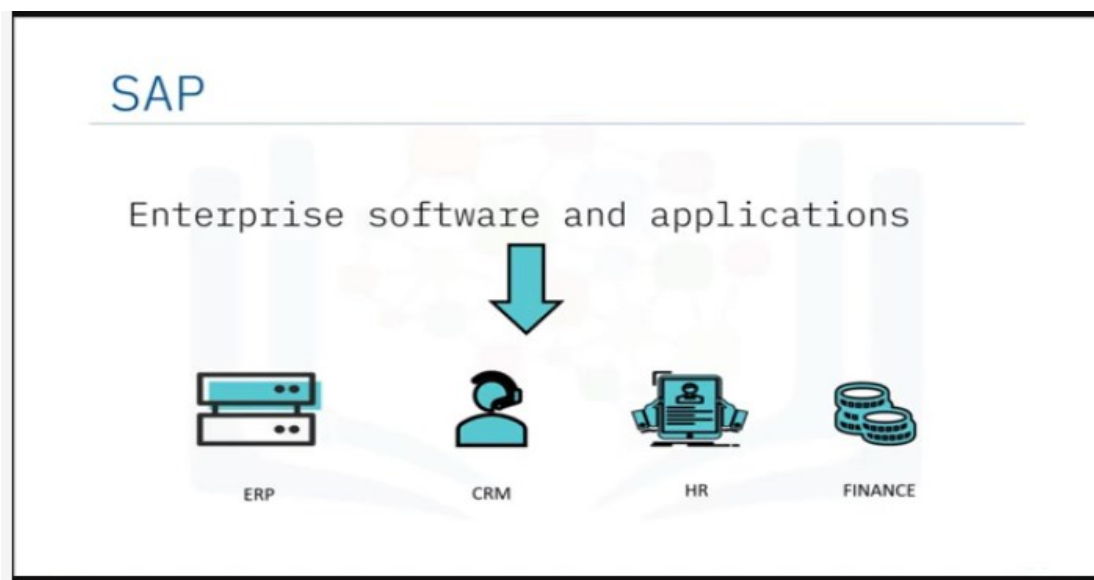 SAP
Enterprise software and applications
ERP
CRM
HR
FINANCE